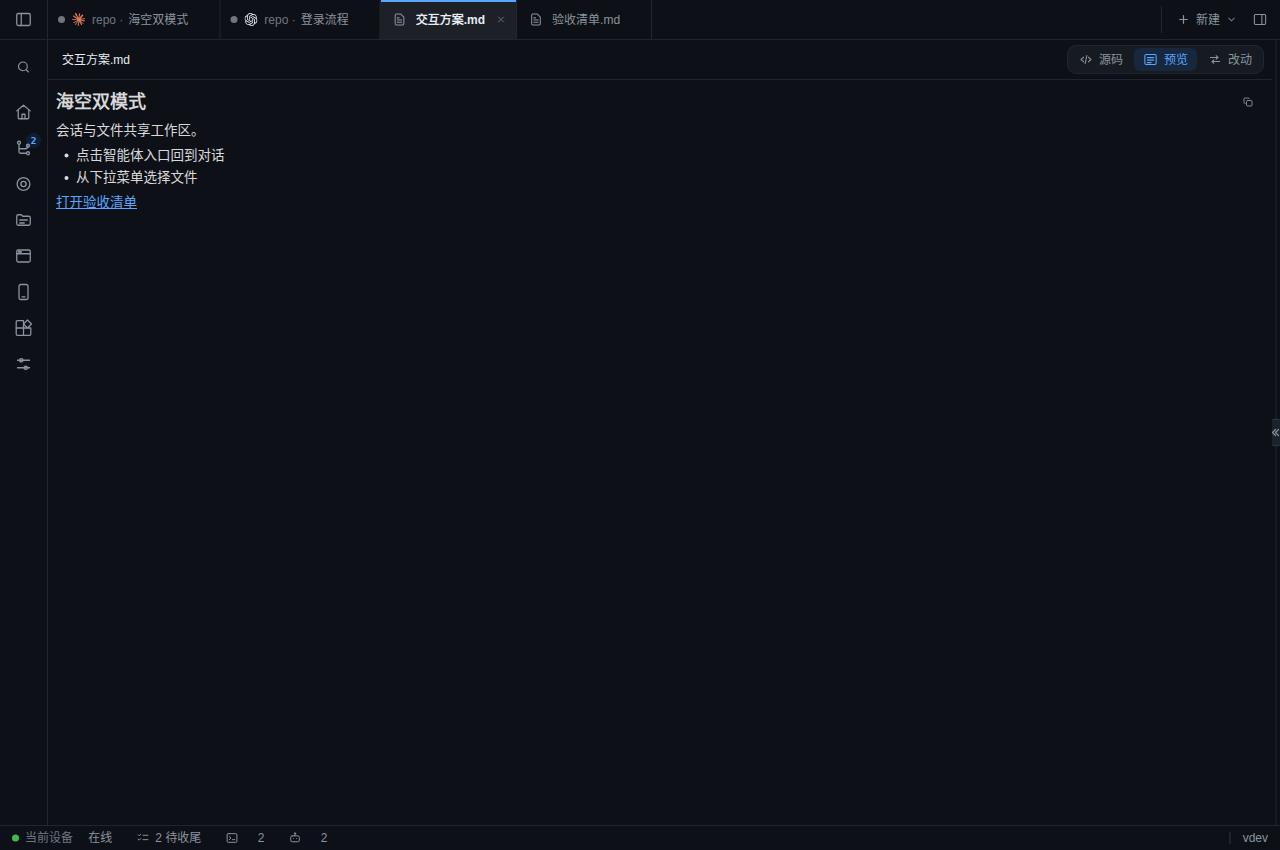 repo · 海空双模式
repo · 登录流程
交互方案.md
验收清单.md
新建
交互方案.md
源码
预览
改动
海空双模式
会话与文件共享工作区。
• 点击智能体入口回到对话
• 从下拉菜单选择文件
打开验收清单
2
当前设备 在线
2 待收尾
2
2
vdev